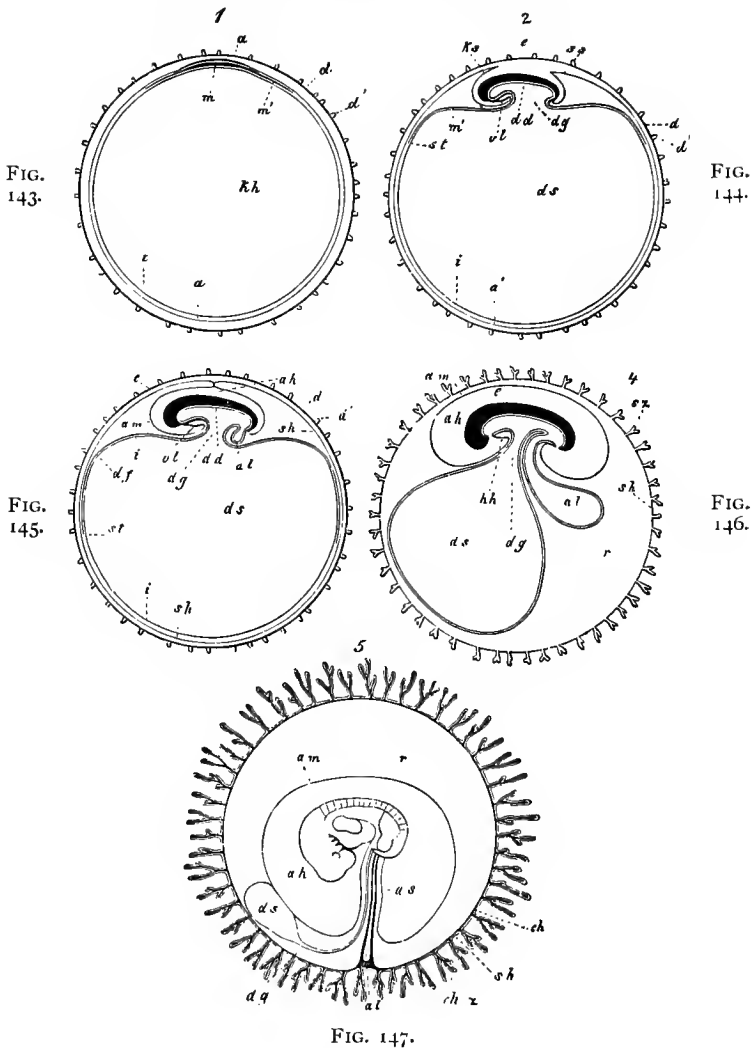 1
a
d
d'
m
m'
kh
i
a
FIG.
143.
2
ks
e
ss
m'
vl
dd
dg
st
d
d'
ds
i
a'
FIG.
144.
e
ah
d
am
i
vl
dg
dd
al
sh
df
ds
st
i
sh
FIG.
145.
4
am
e
sz
ah
hh
al
sh
ds
dg
r
FIG.
146.
5
am
r
ah
as
ds
ch
sh
dg
al
ch z
FIG. 147.